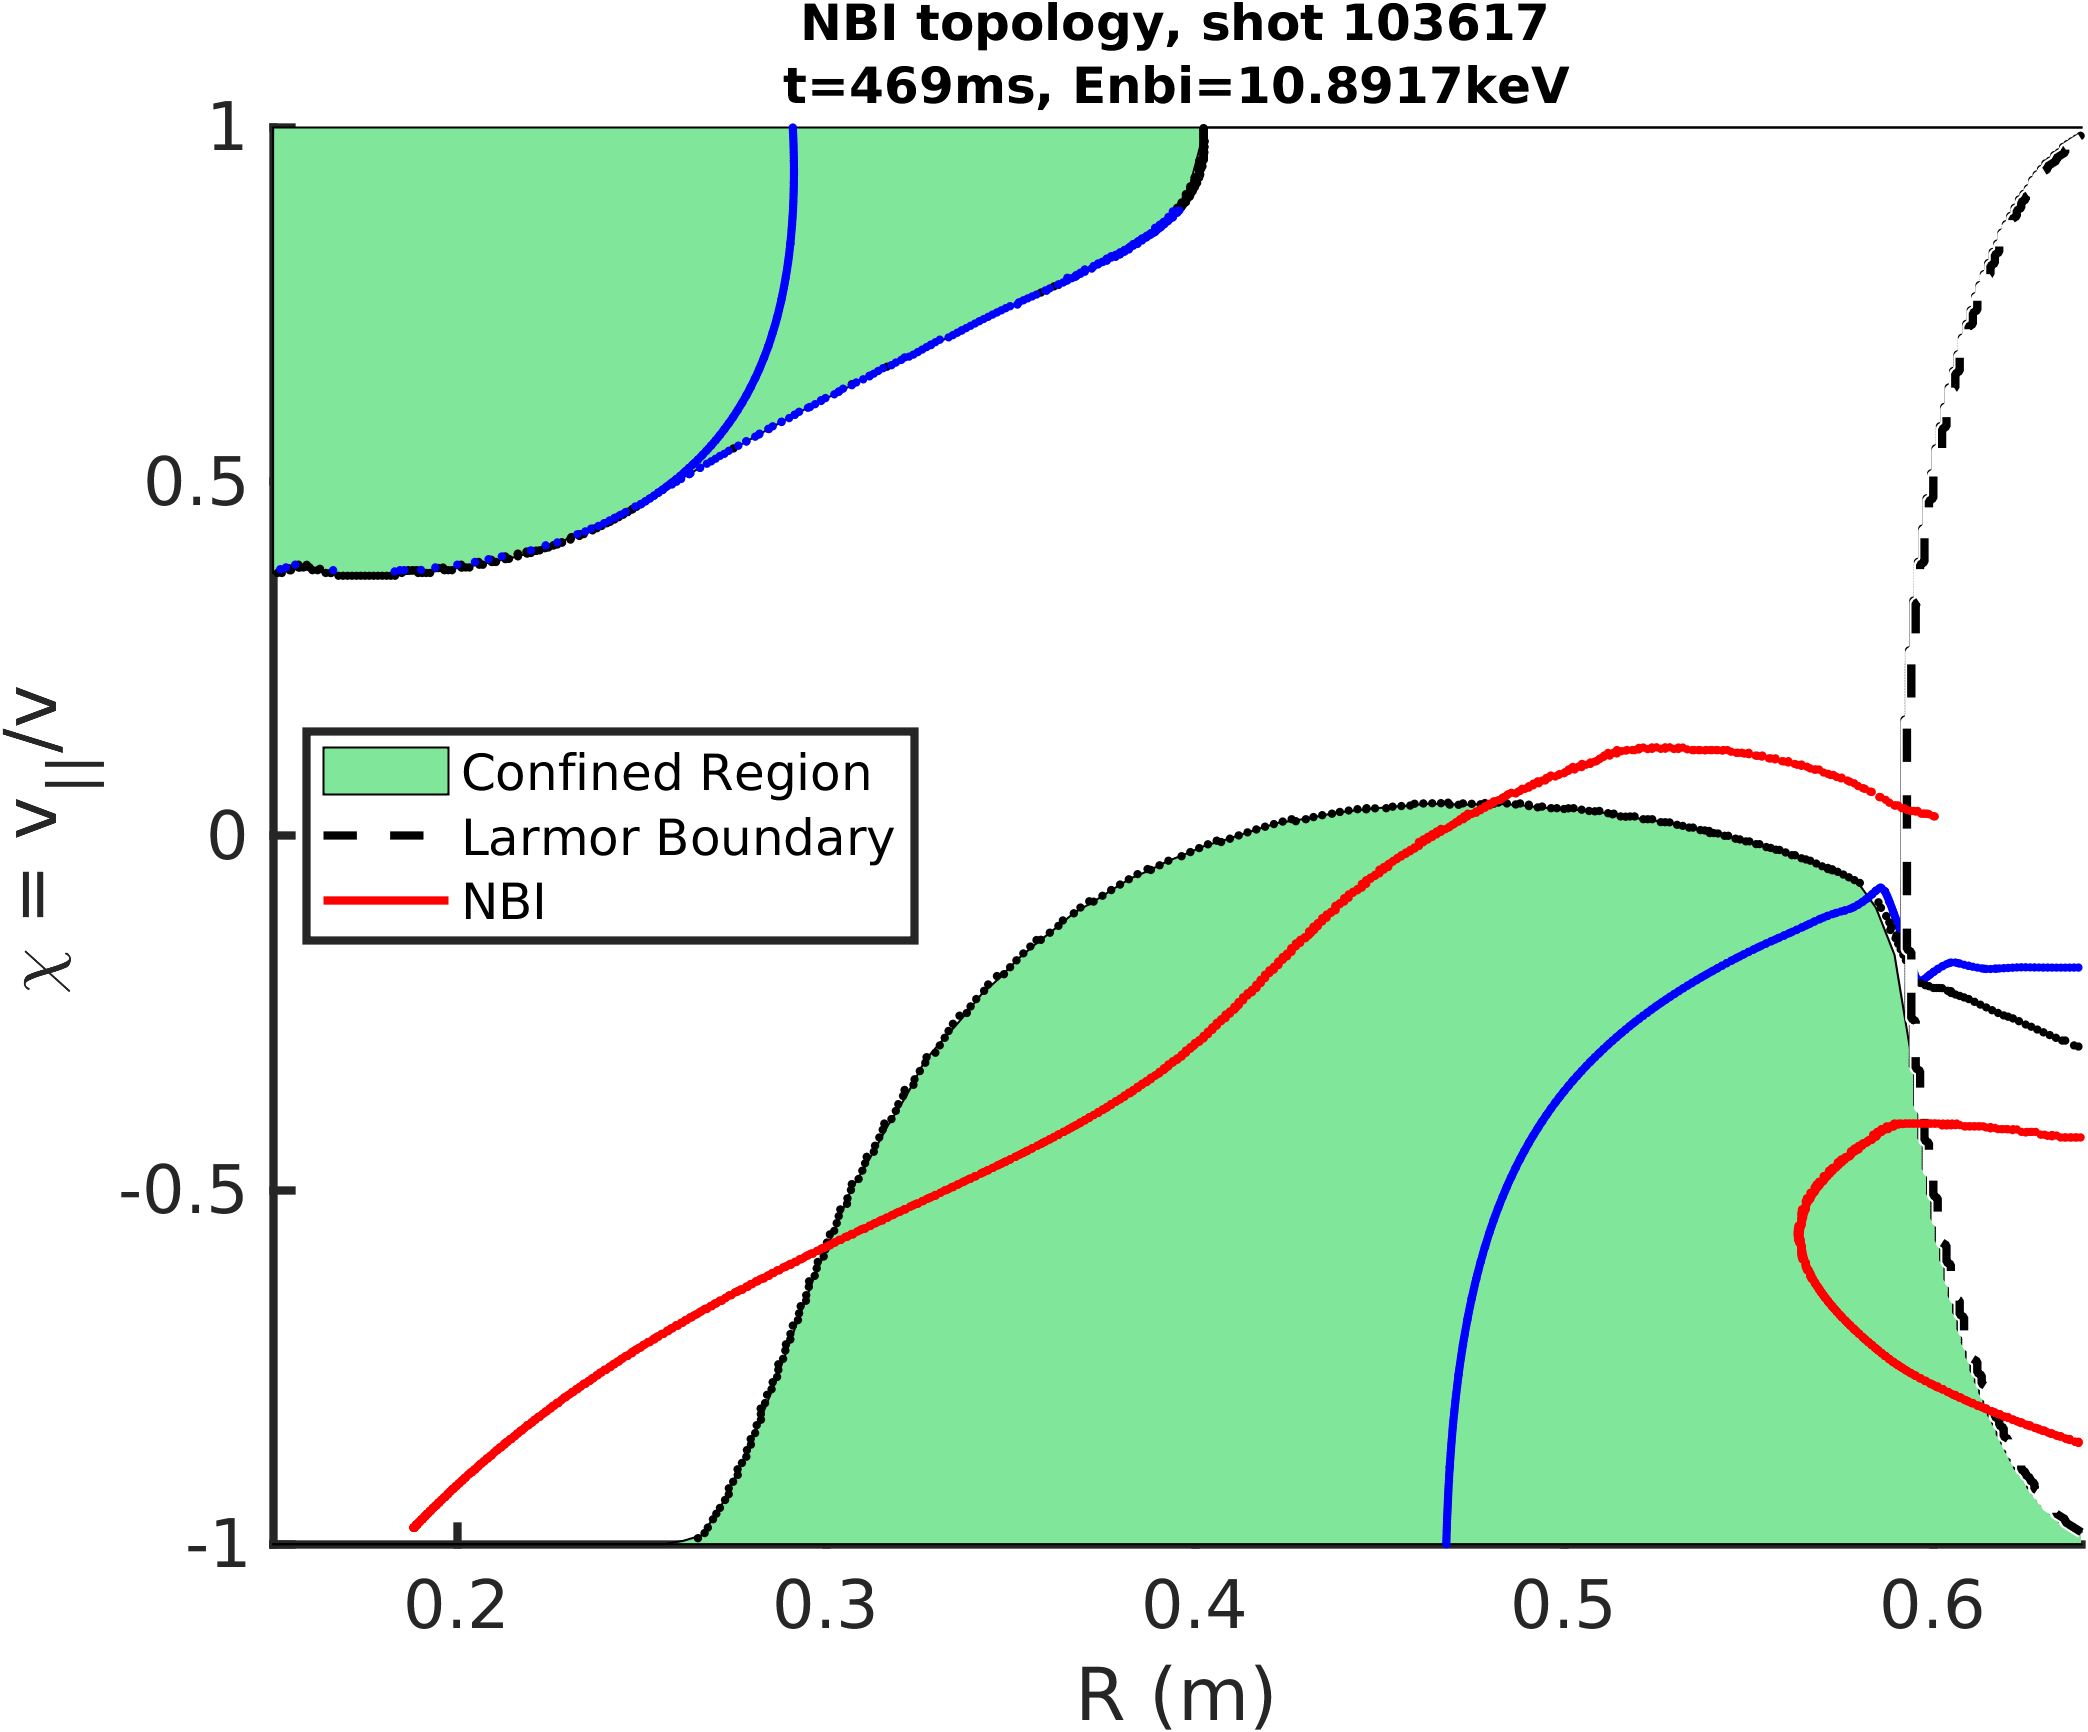 NBI topology, shot 103617
t=469ms, Enbi=10.8917keV
1
0.5
0
-0.5
-1
χ = v||/v
Confined Region
Larmor Boundary
NBI
0.2 0.3 0.4 0.5 0.6
R (m)